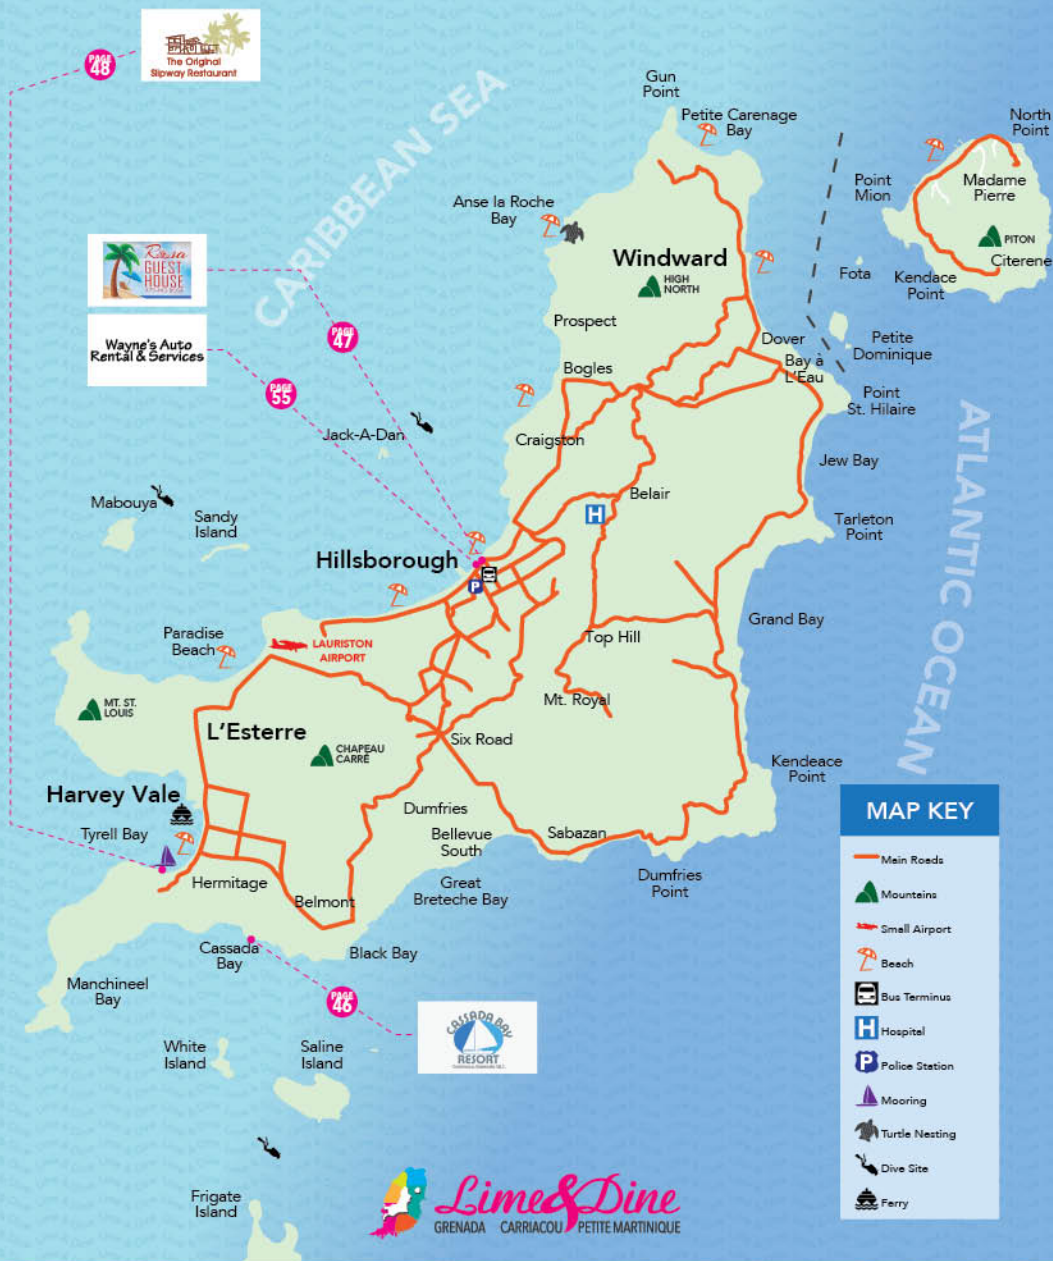 PAGE
48
The Original
Slipway Restaurant
CARIBBEAN SEA
Gun
Point
Petite Carenage
Bay
North
Point
Point
Mion
Madame
Pierre
PITON
Citerene
Kendace
Point
Fota
Petite
Dominique
Anse la Roche
Bay
Windward
HIGH
NORTH
Rosa
GUEST
HOUSE
Wayne's Auto
Rental & Services
PAGE
47
PAGE
55
Prospect
Dover
Bay à
L'Eau
Point
St. Hilaire
Bogles
Jack-A-Dan
Craigston
Jew Bay
ATLANTIC OCEAN
Mabouya
Sandy
Island
Belair
H
Tarleton
Point
Hillsborough
P
Grand Bay
Paradise
Beach
LAURISTON
AIRPORT
Top Hill
Mt. Royal
MT. ST.
LOUIS
L'Esterre
CHAPEAU
CARRÉ
Six Road
Kendeace
Point
Harvey Vale
Tyrell Bay
Dumfries
Bellevue
South
Sabazan
Hermitage
Great
Breteche Bay
Dumfries
Point
Belmont
Cassada
Bay
Black Bay
Manchineel
Bay
PAGE
46
CASSADA BAY
RESORT
White
Island
Saline
Island
Frigate
Island
MAP KEY
Main Roads
Mountains
Small Airport
Beach
Bus Terminus
H Hospital
P Police Station
Mooring
Turtle Nesting
Dive Site
Ferry
Lime&Dine
GRENADA CARRIACOU PETITE MARTINIQUE